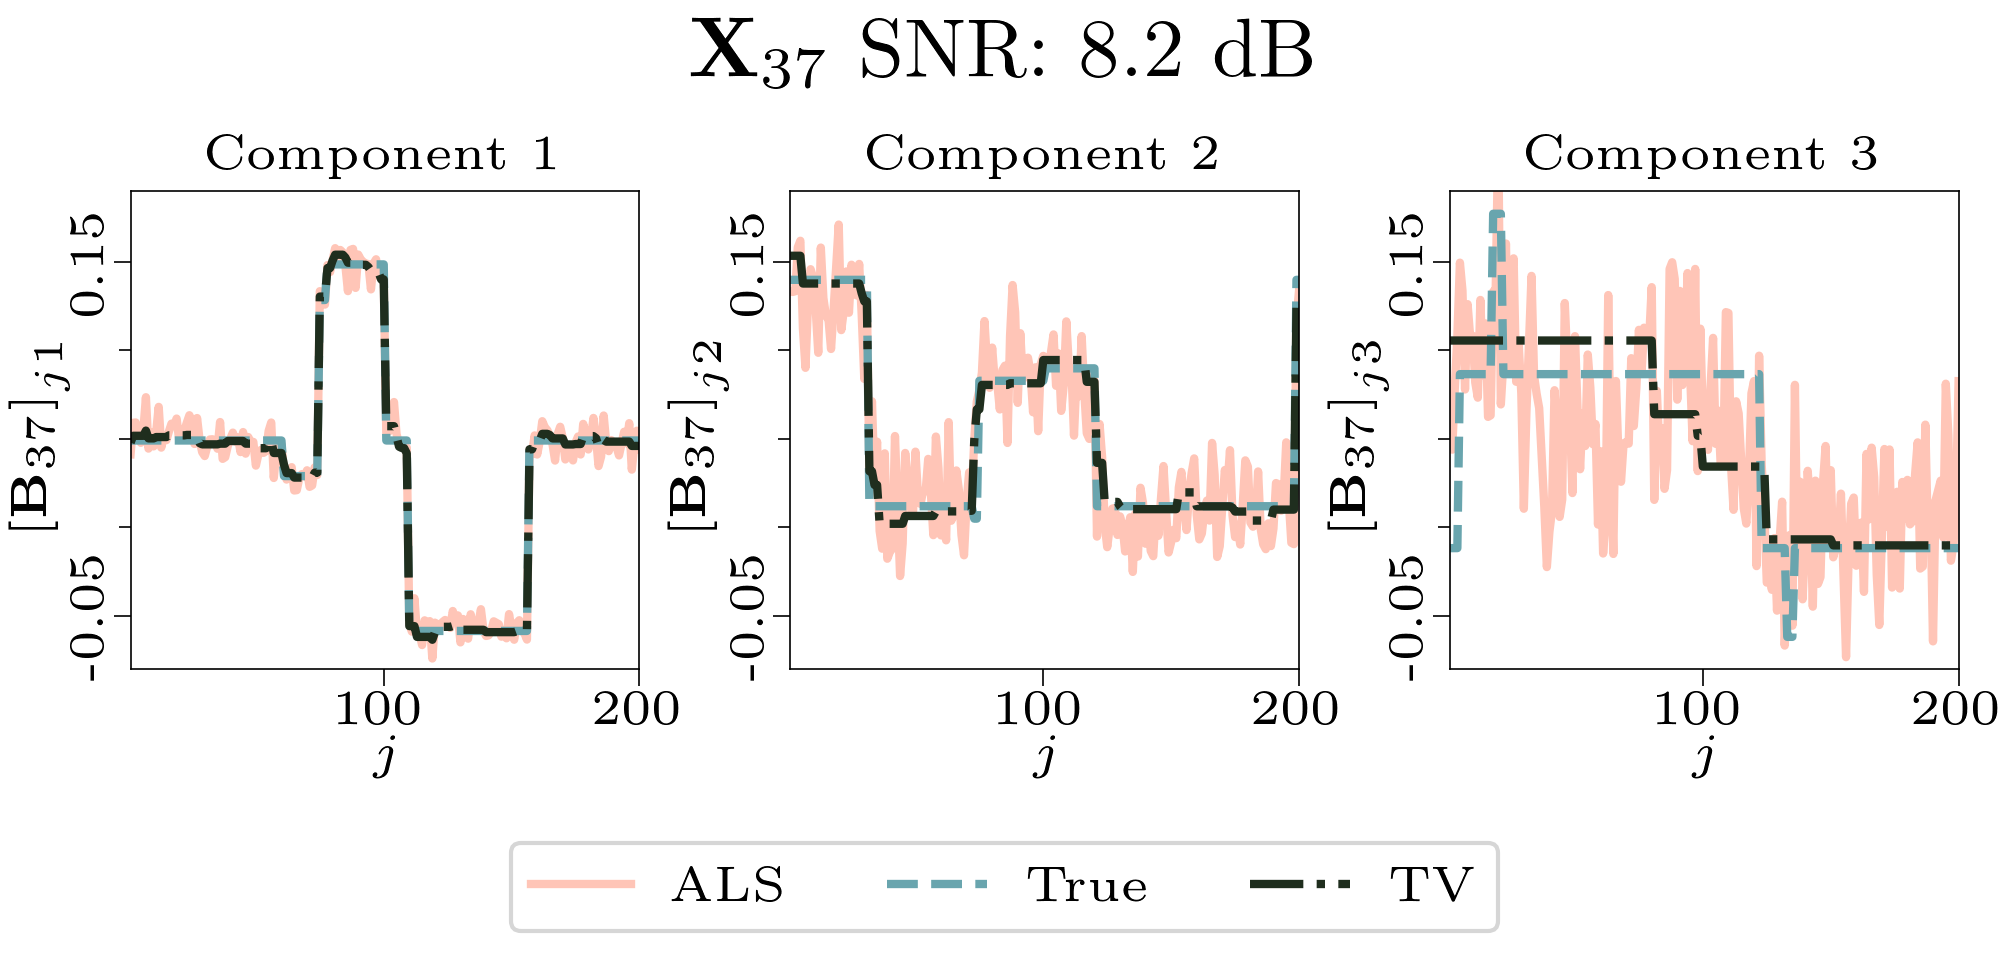 X₃₇ SNR: 8.2 dB
Component 1
Component 2
Component 3
[B₃₇]ⱼ₁
0.15
-0.05
100
200
j
[B₃₇]ⱼ₂
0.15
-0.05
100
200
j
[B₃₇]ⱼ₃
0.15
-0.05
100
200
j
ALS
True
TV